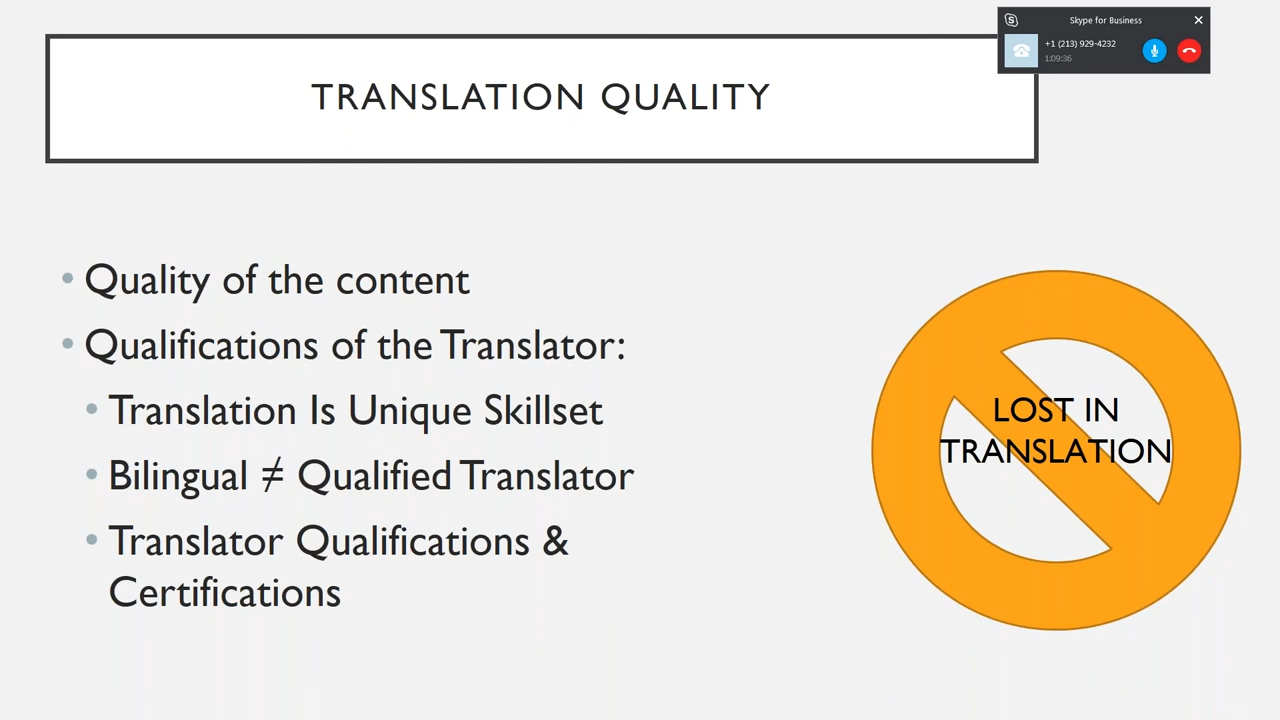 Skype for Business
+1 (213) 929-4232
1:09:36
TRANSLATION QUALITY
• Quality of the content
• Qualifications of the Translator:
• Translation Is Unique Skillset
• Bilingual ≠ Qualified Translator
• Translator Qualifications &
Certifications
LOST IN
TRANSLATION